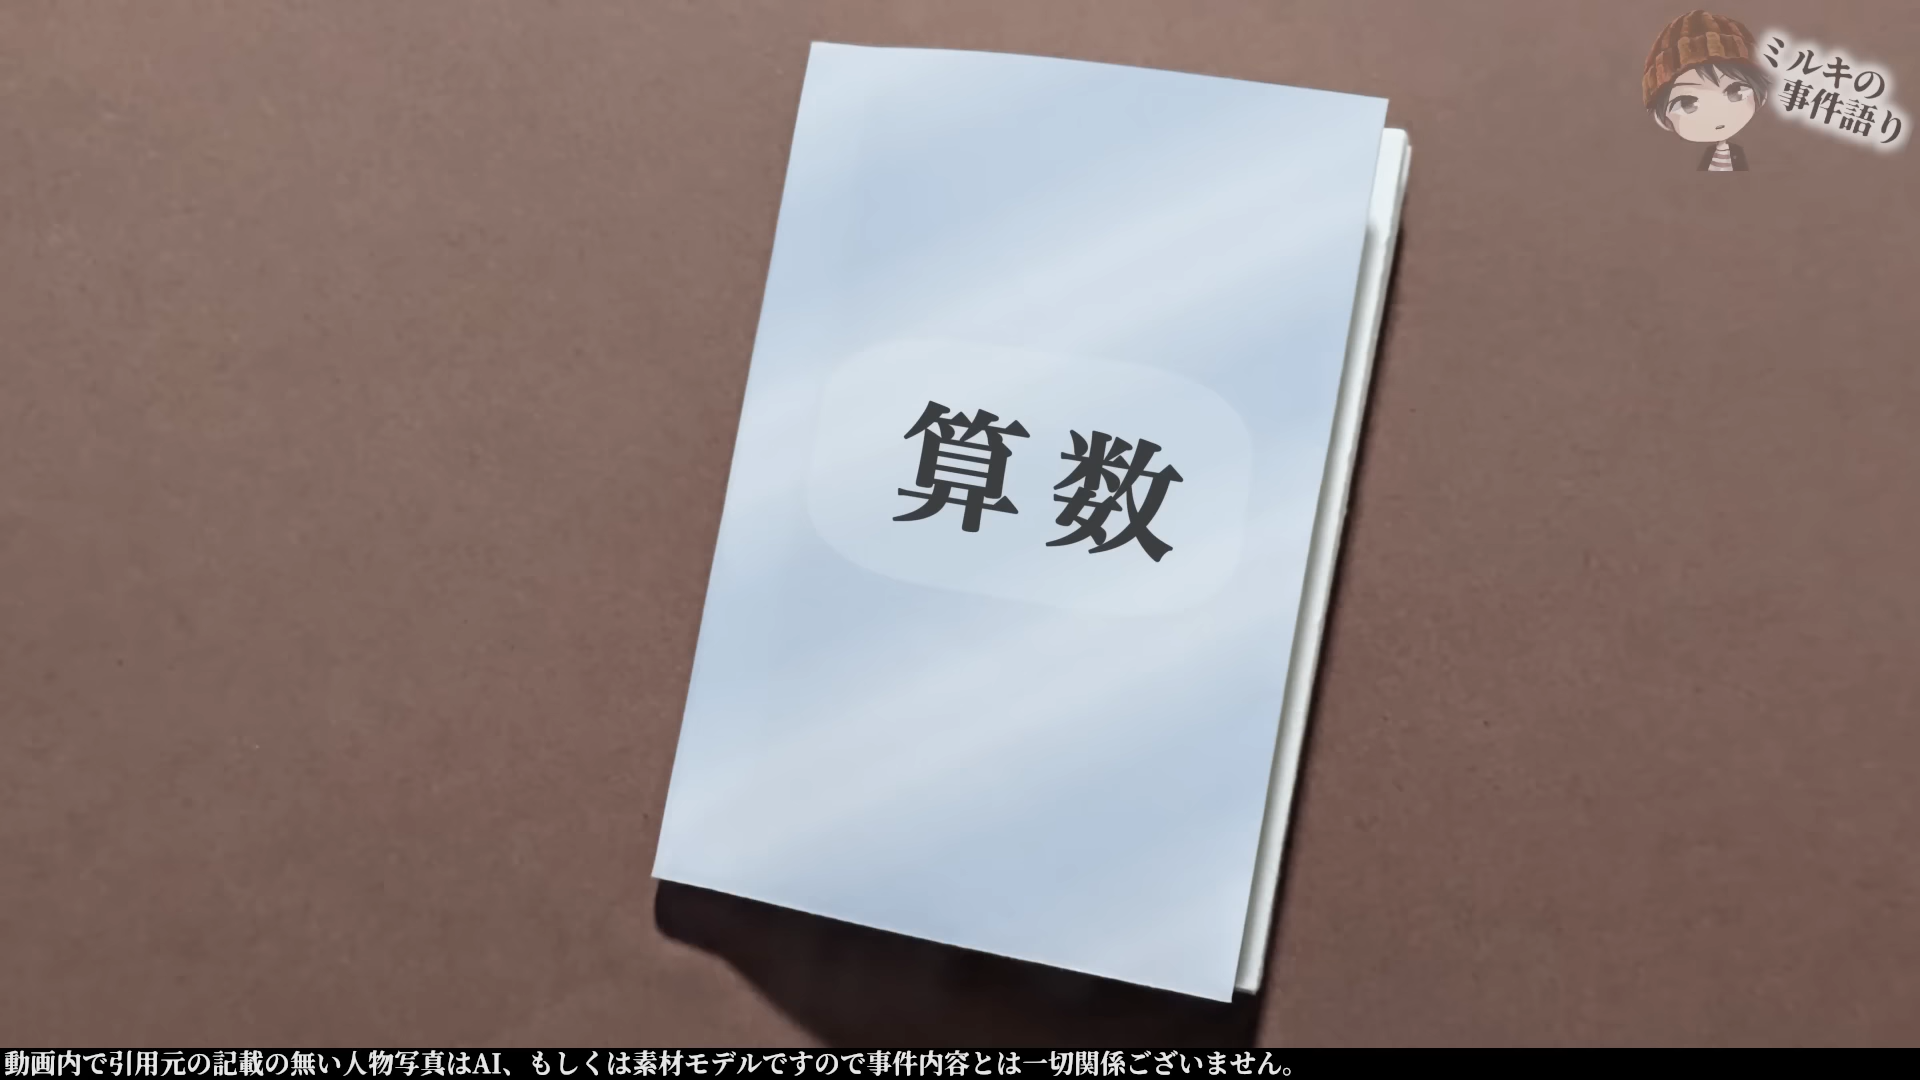 ミルキの
事件語り
算数
動画内で引用元の記載の無い人物写真はAI、もしくは素材モデルですので事件内容とは一切関係ございません。